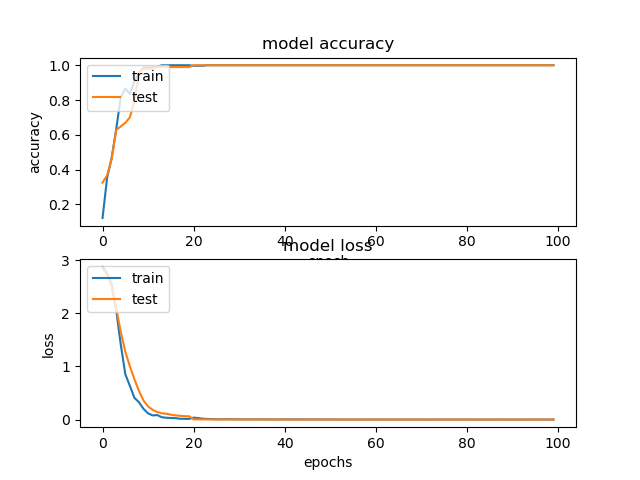 model accuracy
1.0
0.8
0.6
0.4
0.2
accuracy
train
test
0 20 40 60 80 100
epoch
model loss
3
2
1
0
loss
train
test
0 20 40 60 80 100
epochs